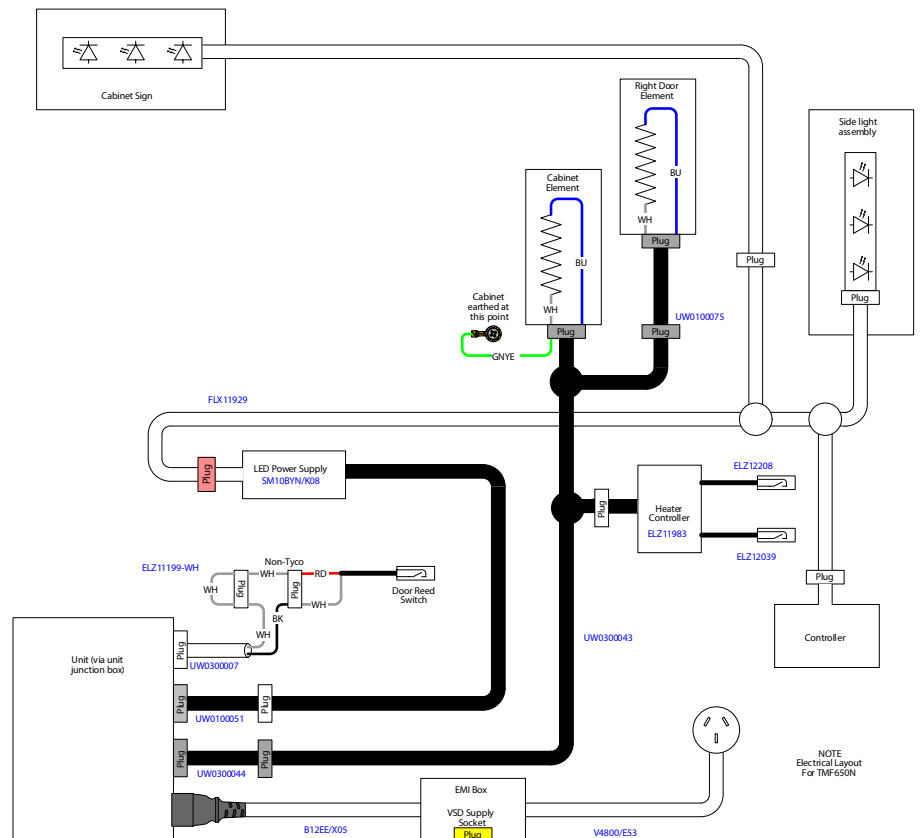 Cabinet Sign
Right Door
Element
BU
WH
Plug
Side light
assembly
Plug
Plug
Cabinet
Element
BU
WH
Plug
Cabinet
earthed at
this point
GNYE
UW0100075
Plug
FLX11929
Plug
LED Power Supply
SM10BYN/K08
ELZ12208
Plug
Heater
Controller
ELZ11983
ELZ12039
ELZ11199-WH
Non-Tyco
WH
RD
Plug
Plug
WH
WH
BK
WH
Door Reed
Switch
Plug
Controller
Unit (via unit
junction box)
Plug
UW0300007
UW0300043
Plug
Plug
UW0100051
Plug
Plug
UW0300044
NOTE
Electrical Layout
For TMF650N
EMI Box
VSD Supply
Socket
Plug
B12EE/X05
V4800/E53